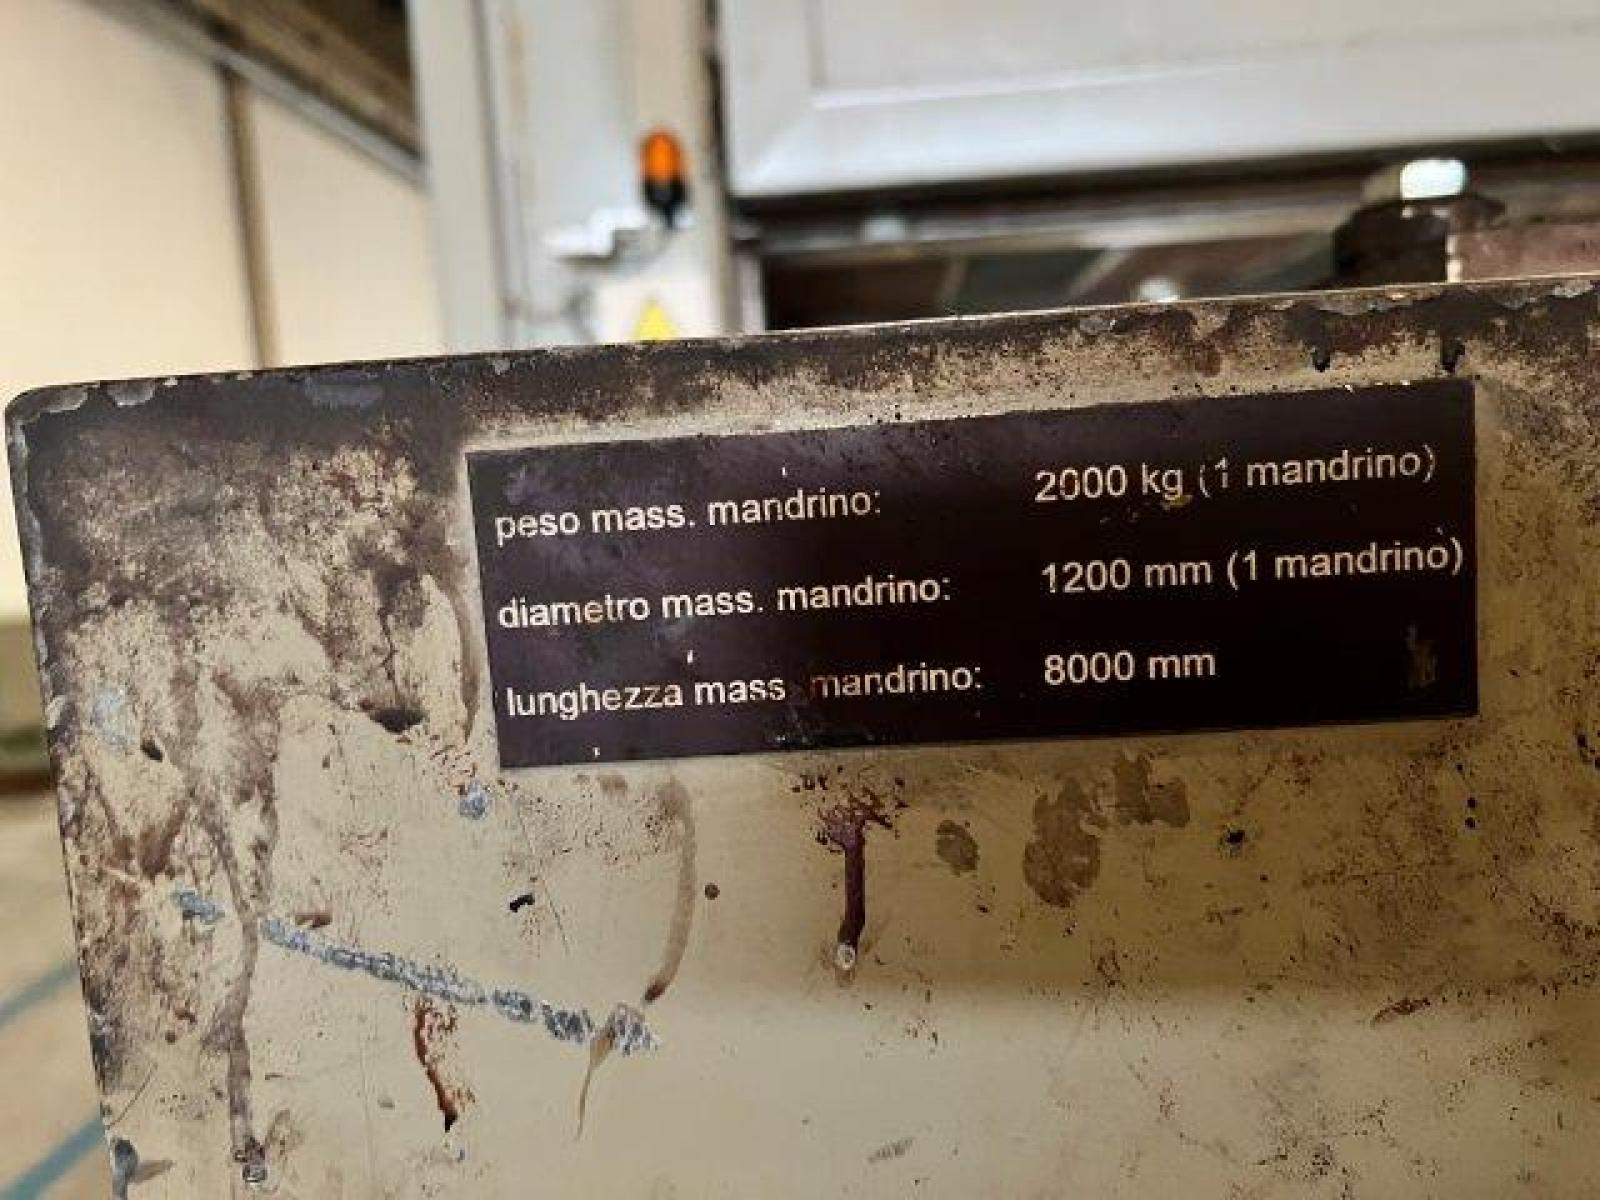 peso mass. mandrino: 2000 kg (1 mandrino)
diametro mass. mandrino: 1200 mm (1 mandrino)
lunghezza mass mandrino: 8000 mm